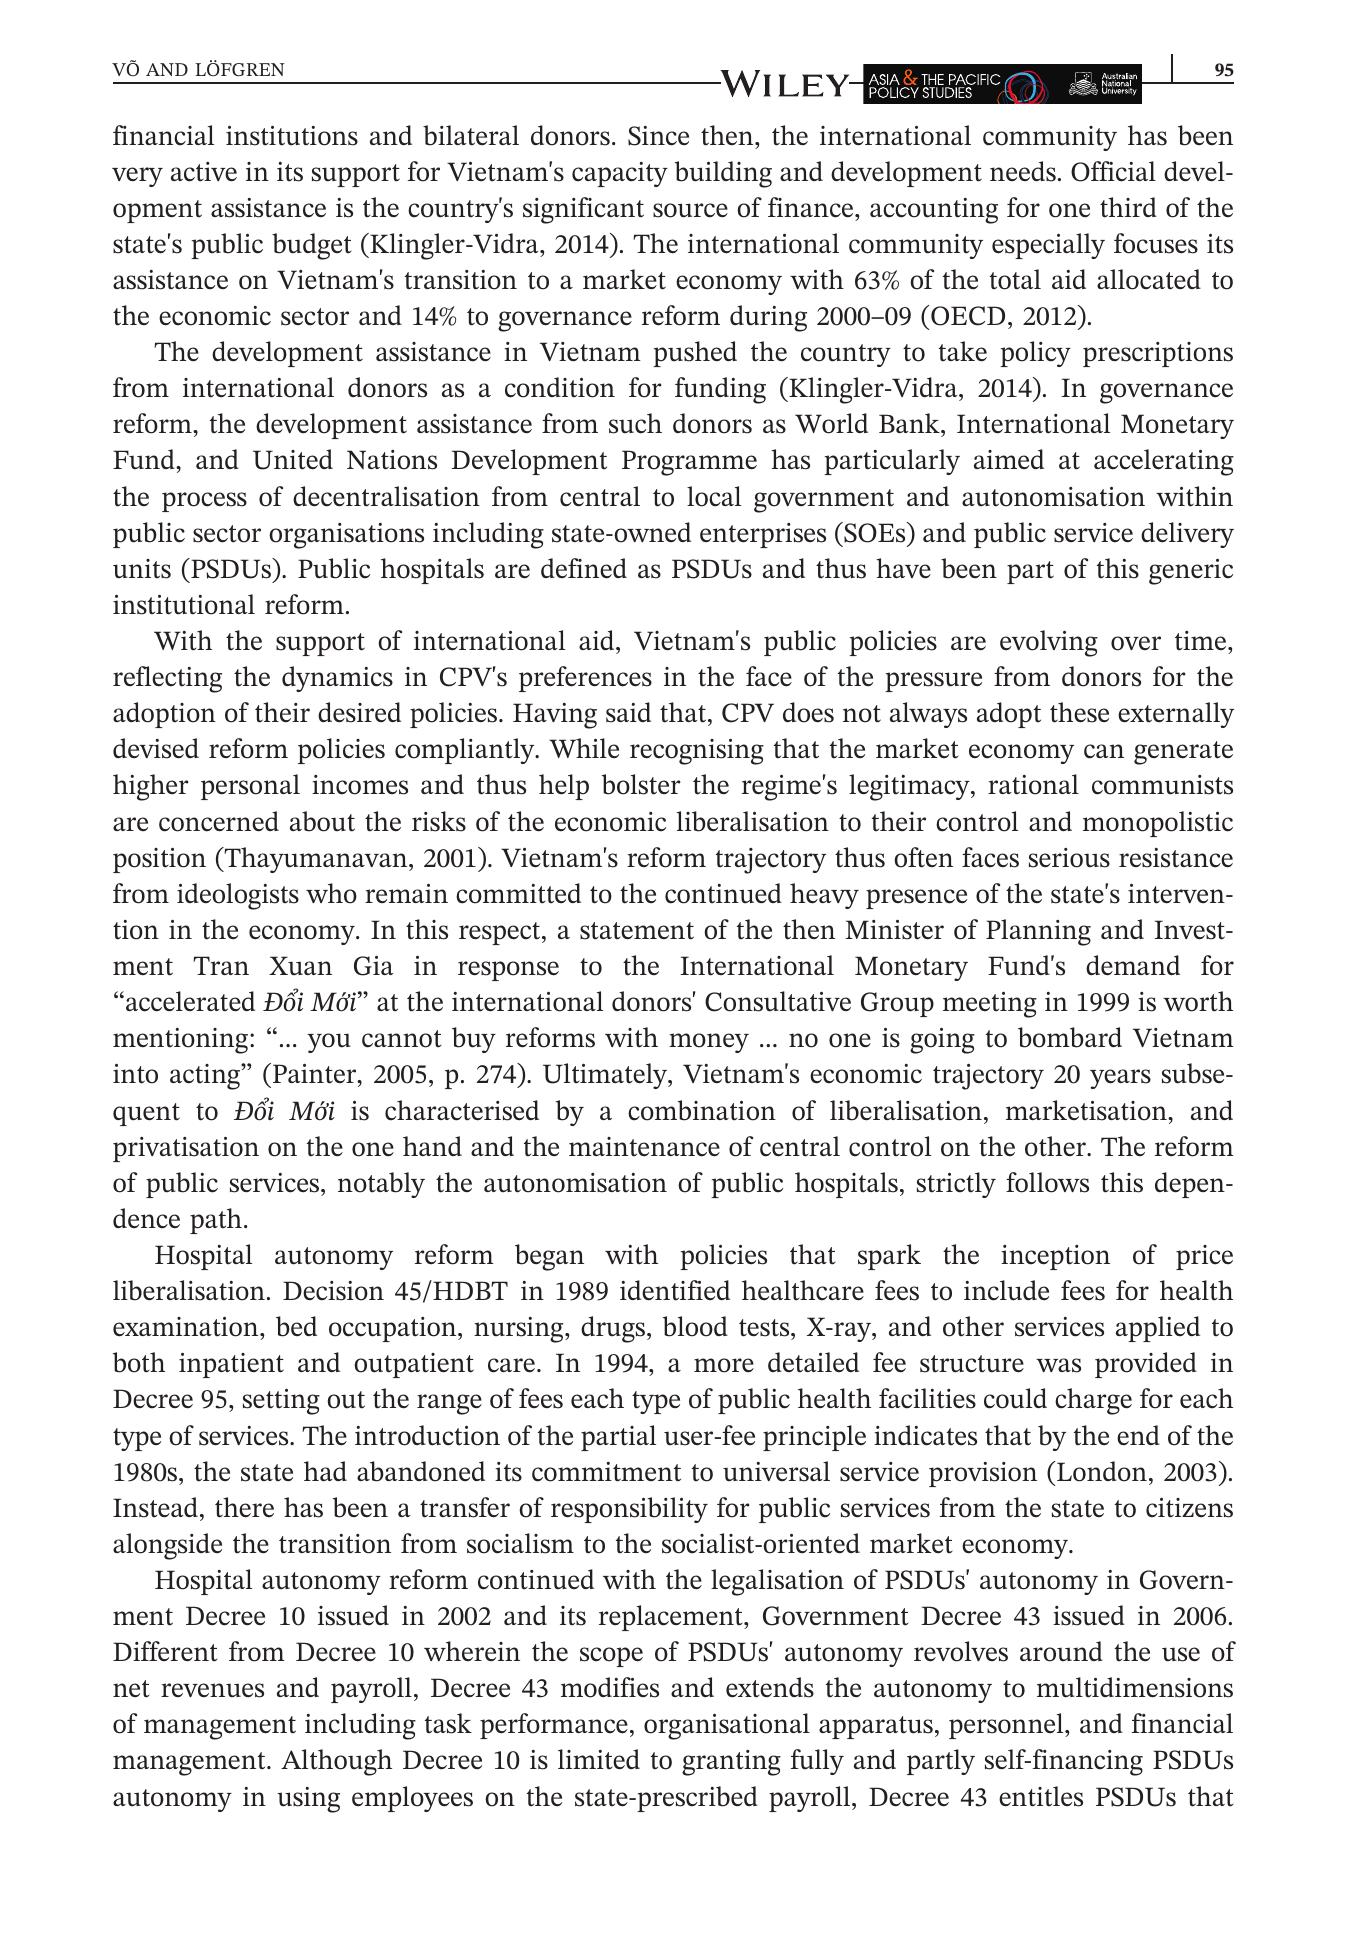 VÕ AND LÖFGREN
WILEY
ASIA & THE PACIFIC
POLICY STUDIES
Australian
National
University
95
financial institutions and bilateral donors. Since then, the international community has been
very active in its support for Vietnam's capacity building and development needs. Official devel-
opment assistance is the country's significant source of finance, accounting for one third of the
state's public budget (Klingler-Vidra, 2014). The international community especially focuses its
assistance on Vietnam's transition to a market economy with 63% of the total aid allocated to
the economic sector and 14% to governance reform during 2000–09 (OECD, 2012).
The development assistance in Vietnam pushed the country to take policy prescriptions
from international donors as a condition for funding (Klingler-Vidra, 2014). In governance
reform, the development assistance from such donors as World Bank, International Monetary
Fund, and United Nations Development Programme has particularly aimed at accelerating
the process of decentralisation from central to local government and autonomisation within
public sector organisations including state-owned enterprises (SOEs) and public service delivery
units (PSDUs). Public hospitals are defined as PSDUs and thus have been part of this generic
institutional reform.
With the support of international aid, Vietnam's public policies are evolving over time,
reflecting the dynamics in CPV's preferences in the face of the pressure from donors for the
adoption of their desired policies. Having said that, CPV does not always adopt these externally
devised reform policies compliantly. While recognising that the market economy can generate
higher personal incomes and thus help bolster the regime's legitimacy, rational communists
are concerned about the risks of the economic liberalisation to their control and monopolistic
position (Thayumanavan, 2001). Vietnam's reform trajectory thus often faces serious resistance
from ideologists who remain committed to the continued heavy presence of the state's interven-
tion in the economy. In this respect, a statement of the then Minister of Planning and Invest-
ment Tran Xuan Gia in response to the International Monetary Fund's demand for
“accelerated Đổi Mới” at the international donors' Consultative Group meeting in 1999 is worth
mentioning: “... you cannot buy reforms with money ... no one is going to bombard Vietnam
into acting” (Painter, 2005, p. 274). Ultimately, Vietnam's economic trajectory 20 years subse-
quent to Đổi Mới is characterised by a combination of liberalisation, marketisation, and
privatisation on the one hand and the maintenance of central control on the other. The reform
of public services, notably the autonomisation of public hospitals, strictly follows this depen-
dence path.
Hospital autonomy reform began with policies that spark the inception of price
liberalisation. Decision 45/HDBT in 1989 identified healthcare fees to include fees for health
examination, bed occupation, nursing, drugs, blood tests, X-ray, and other services applied to
both inpatient and outpatient care. In 1994, a more detailed fee structure was provided in
Decree 95, setting out the range of fees each type of public health facilities could charge for each
type of services. The introduction of the partial user-fee principle indicates that by the end of the
1980s, the state had abandoned its commitment to universal service provision (London, 2003).
Instead, there has been a transfer of responsibility for public services from the state to citizens
alongside the transition from socialism to the socialist-oriented market economy.
Hospital autonomy reform continued with the legalisation of PSDUs' autonomy in Govern-
ment Decree 10 issued in 2002 and its replacement, Government Decree 43 issued in 2006.
Different from Decree 10 wherein the scope of PSDUs' autonomy revolves around the use of
net revenues and payroll, Decree 43 modifies and extends the autonomy to multidimensions
of management including task performance, organisational apparatus, personnel, and financial
management. Although Decree 10 is limited to granting fully and partly self-financing PSDUs
autonomy in using employees on the state-prescribed payroll, Decree 43 entitles PSDUs that